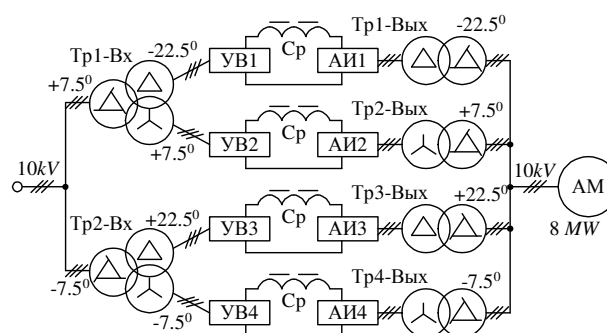 Тр1-Вх
-22.5⁰
+7.5⁰
+7.5⁰
УВ1
Ср
АИ1
Тр1-Вых
-22.5⁰
УВ2
Ср
АИ2
Тр2-Вых
+7.5⁰
10kV
10kV
АМ
8 MW
Тр2-Вх
+22.5⁰
-7.5⁰
-7.5⁰
УВ3
Ср
АИ3
Тр3-Вых
+22.5⁰
УВ4
Ср
АИ4
Тр4-Вых
-7.5⁰